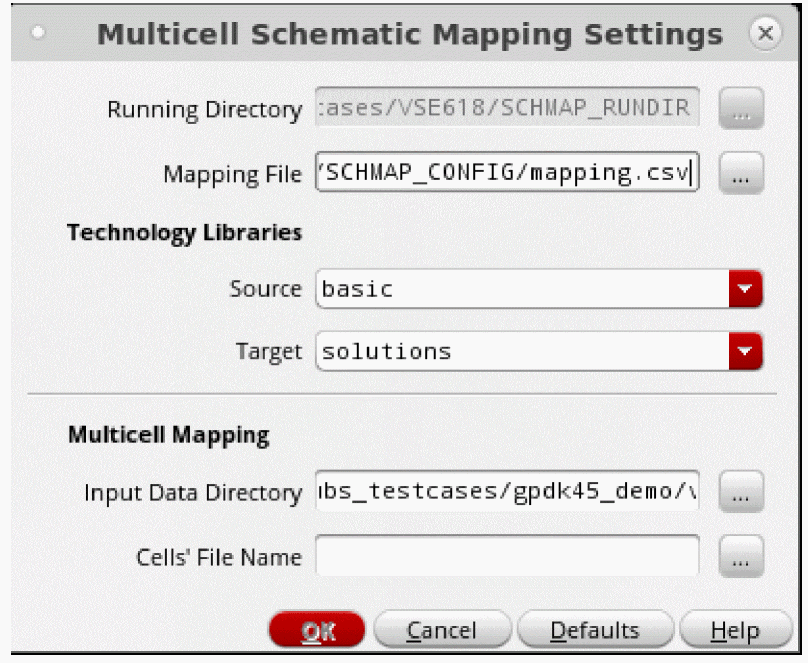 Multicell Schematic Mapping Settings
Running Directory :ases/VSE618/SCHMAP_RUNDIR ...
Mapping File /SCHMAP_CONFIG/mapping.csv ...
Technology Libraries
Source basic
Target solutions
Multicell Mapping
Input Data Directory ıbs_testcases/gpdk45_demo/v ...
Cells' File Name ...
OK Cancel Defaults Help